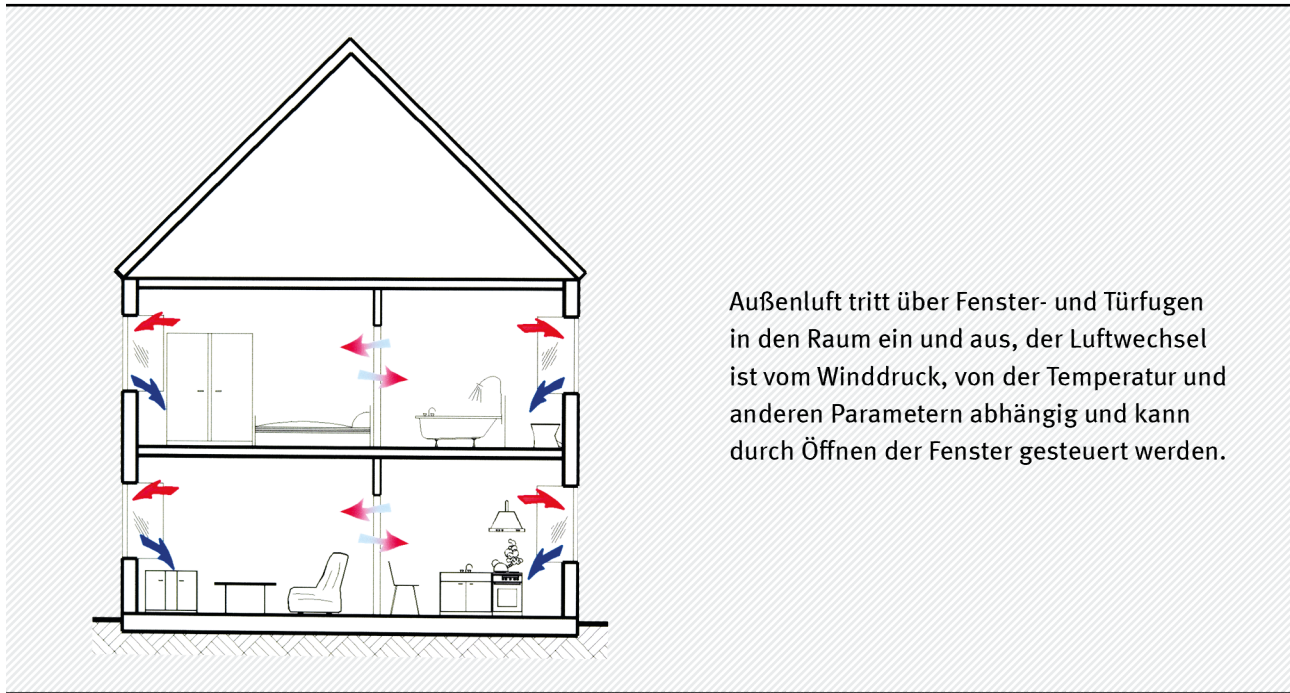 Außenluft tritt über Fenster- und Türfugen
in den Raum ein und aus, der Luftwechsel
ist vom Winddruck, von der Temperatur und
anderen Parametern abhängig und kann
durch Öffnen der Fenster gesteuert werden.